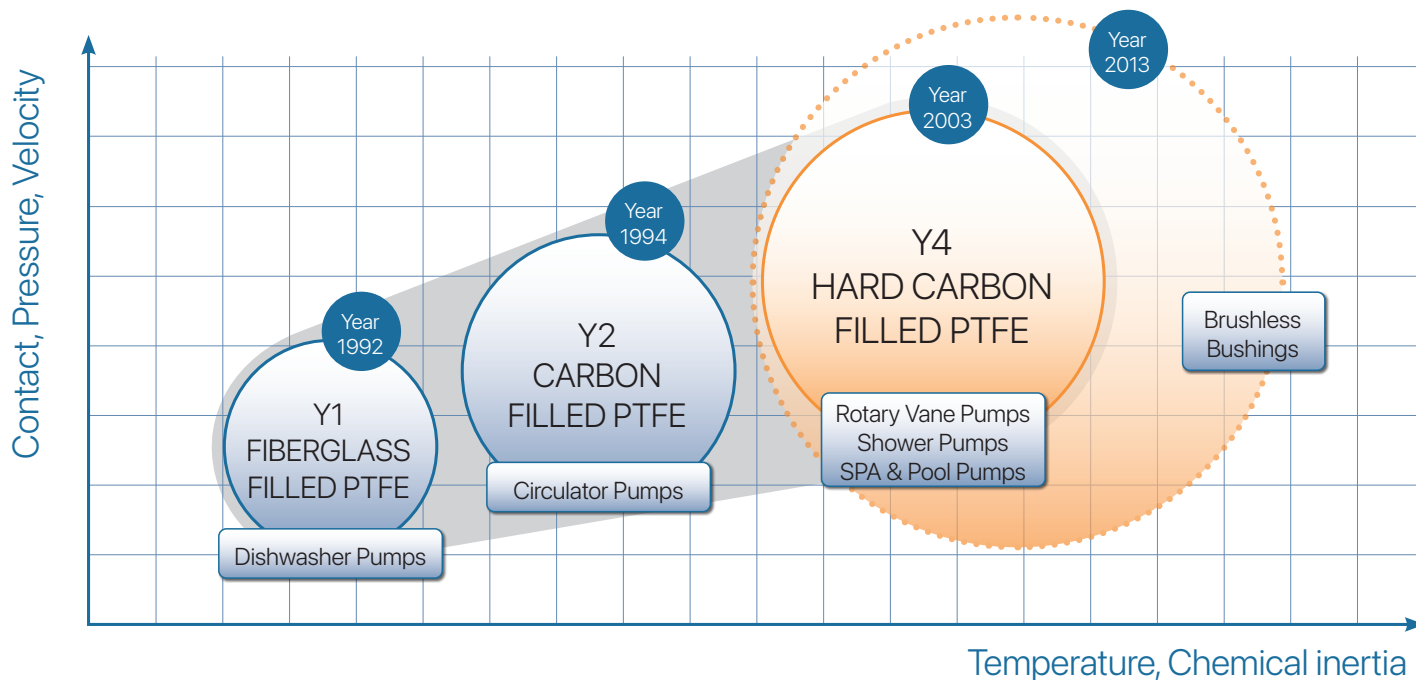 Contact, Pressure, Velocity
Year
1992
Y1
FIBERGLASS
FILLED PTFE
Dishwasher Pumps
Year
1994
Y2
CARBON
FILLED PTFE
Circulator Pumps
Year
2003
Y4
HARD CARBON
FILLED PTFE
Rotary Vane Pumps
Shower Pumps
SPA & Pool Pumps
Year
2013
Brushless
Bushings
Temperature, Chemical inertia